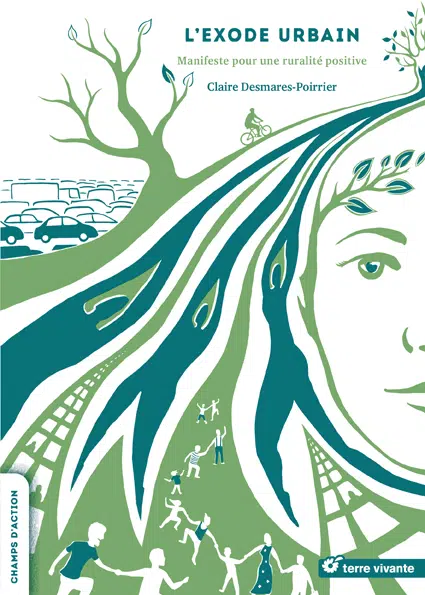 L'EXODE URBAIN
Manifeste pour une ruralité positive
Claire Desmares-Poirrier
CHAMPS D'ACTION
terre vivante